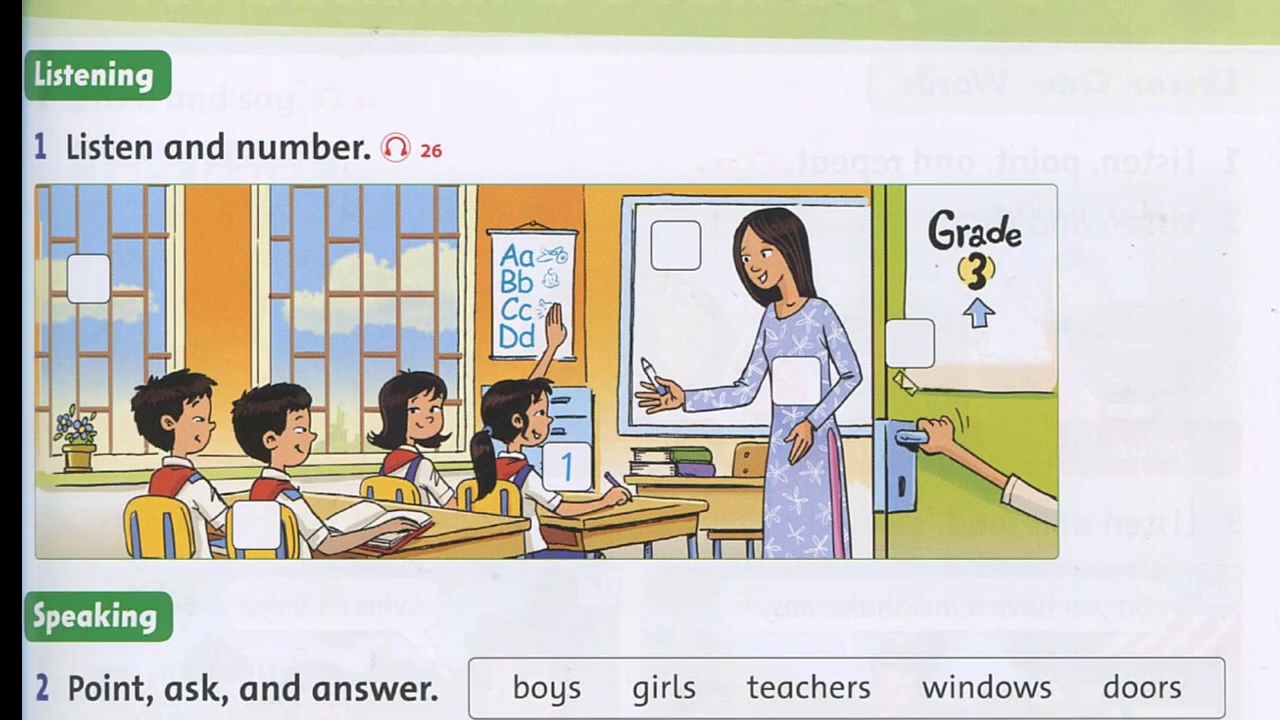 Listening
1 Listen and number. 26
Aa
Bb
Cc
Dd
1
Grade
3
Speaking
2 Point, ask, and answer.
boys girls teachers windows doors